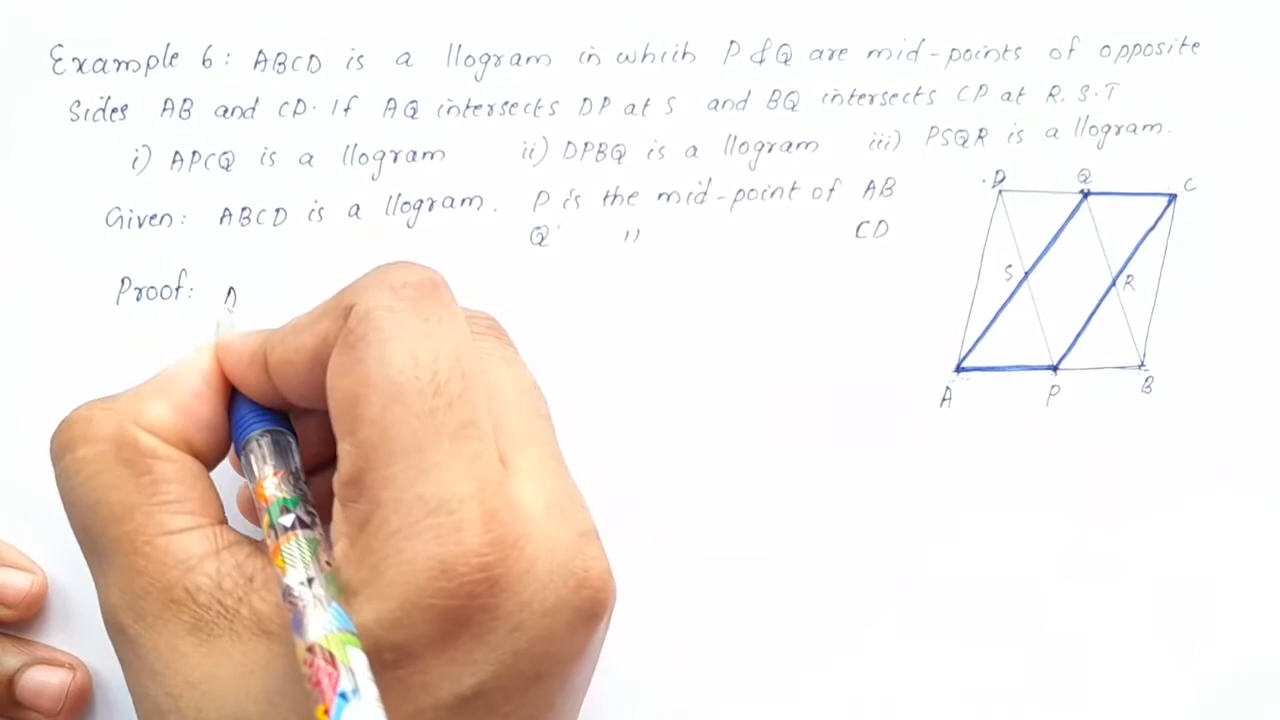 Example 6: ABCD is a llogram in which P & Q are mid-points of opposite
Sides AB and CD. If AQ intersects DP at S and BQ intersects CP at R. S.T
i) APCQ is a llogram ii) DPBQ is a llogram iii) PSQR is a llogram.
Given: ABCD is a llogram. P is the mid-point of AB
Q " CD
Proof:
D Q C
S R
A P B